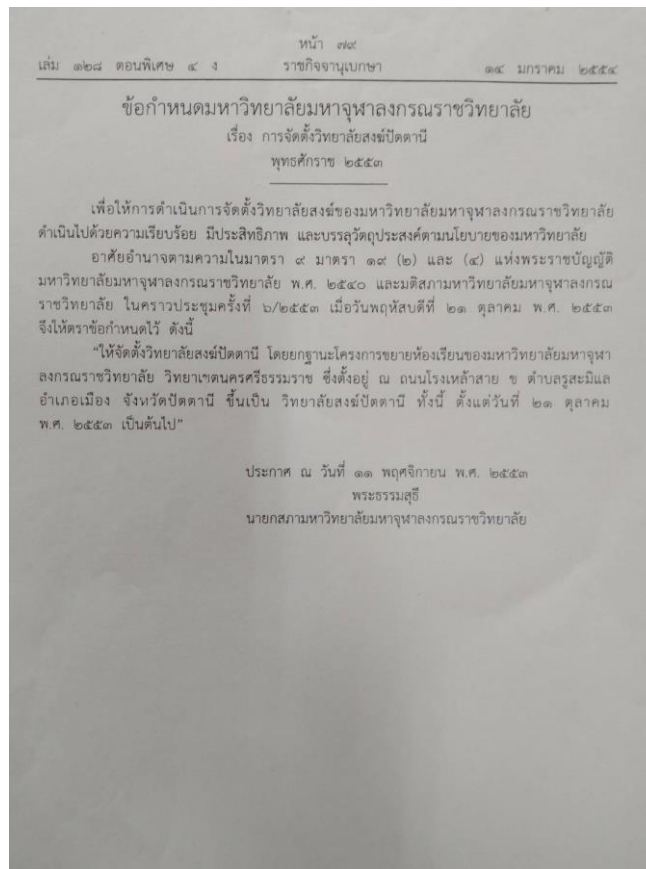 หน้า ๗๙
เล่ม ๑๒๘ ตอนพิเศษ ๔ ง ราชกิจจานุเบกษา ๑๔ มกราคม ๒๕๕๔
ข้อกำหนดมหาวิทยาลัยมหาจุฬาลงกรณราชวิทยาลัย
เรื่อง การจัดตั้งวิทยาลัยสงฆ์ปัตตานี
พุทธศักราช ๒๕๕๓
เพื่อให้การดำเนินการจัดตั้งวิทยาลัยสงฆ์ของมหาวิทยาลัยมหาจุฬาลงกรณราชวิทยาลัย
ดำเนินไปด้วยความเรียบร้อย มีประสิทธิภาพ และบรรลุวัตถุประสงค์ตามนโยบายของมหาวิทยาลัย
อาศัยอำนาจตามความในมาตรา ๙ มาตรา ๑๙ (๒) และ (๔) แห่งพระราชบัญญัติ
มหาวิทยาลัยมหาจุฬาลงกรณราชวิทยาลัย พ.ศ. ๒๕๔๐ และมติสภามหาวิทยาลัยมหาจุฬาลงกรณ
ราชวิทยาลัย ในคราวประชุมครั้งที่ ๖/๒๕๕๓ เมื่อวันพฤหัสบดีที่ ๒๑ ตุลาคม พ.ศ. ๒๕๕๓
จึงให้ตราข้อกำหนดไว้ ดังนี้
“ให้จัดตั้งวิทยาลัยสงฆ์ปัตตานี โดยยกฐานะโครงการขยายห้องเรียนของมหาวิทยาลัยมหาจุฬา
ลงกรณราชวิทยาลัย วิทยาเขตนครศรีธรรมราช ซึ่งตั้งอยู่ ณ ถนนโรงเหล้าสาย ข ตำบลรูสะมิแล
อำเภอเมือง จังหวัดปัตตานี ขึ้นเป็น วิทยาลัยสงฆ์ปัตตานี ทั้งนี้ ตั้งแต่วันที่ ๒๑ ตุลาคม
พ.ศ. ๒๕๕๓ เป็นต้นไป”
ประกาศ ณ วันที่ ๑๑ พฤศจิกายน พ.ศ. ๒๕๕๓
พระธรรมสุธี
นายกสภามหาวิทยาลัยมหาจุฬาลงกรณราชวิทยาลัย